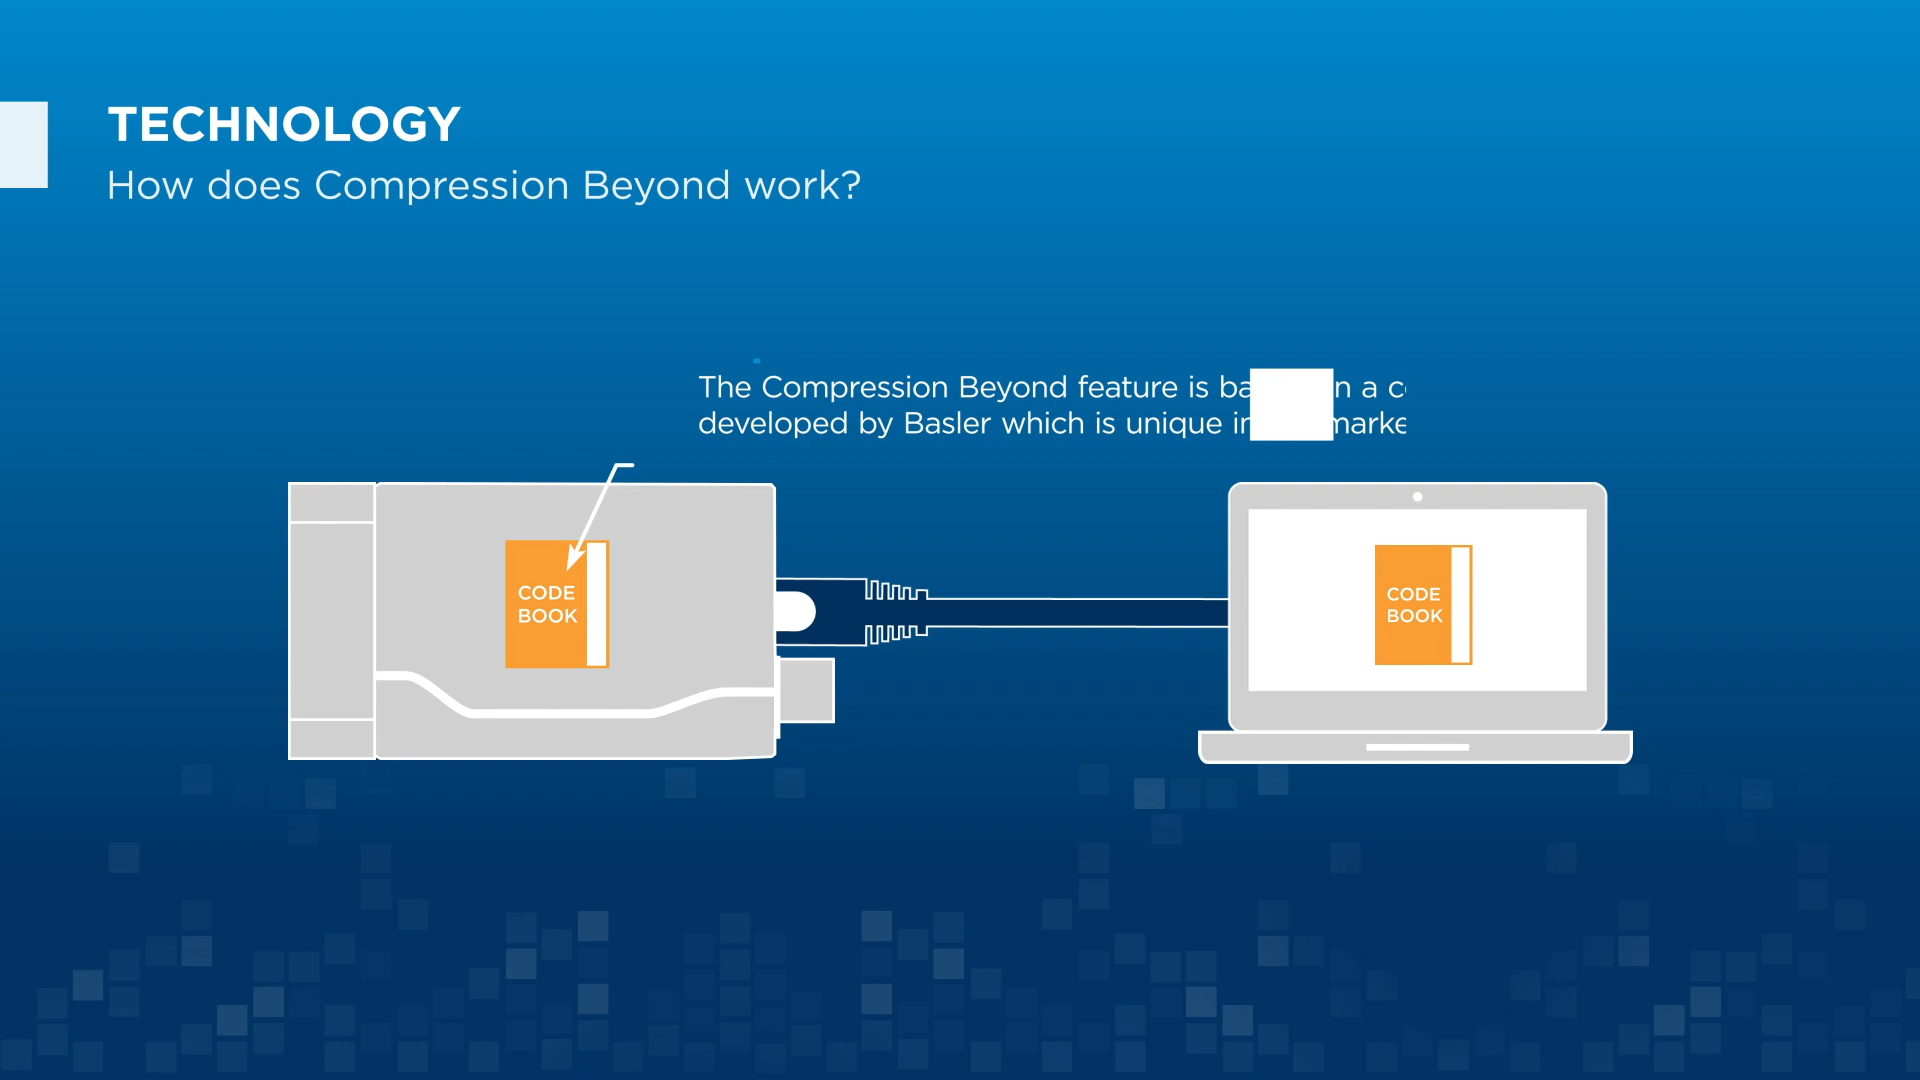 TECHNOLOGY
How does Compression Beyond work?
The Compression Beyond feature is a
developed by Basler which is unique
CODE
BOOK
CODE
BOOK